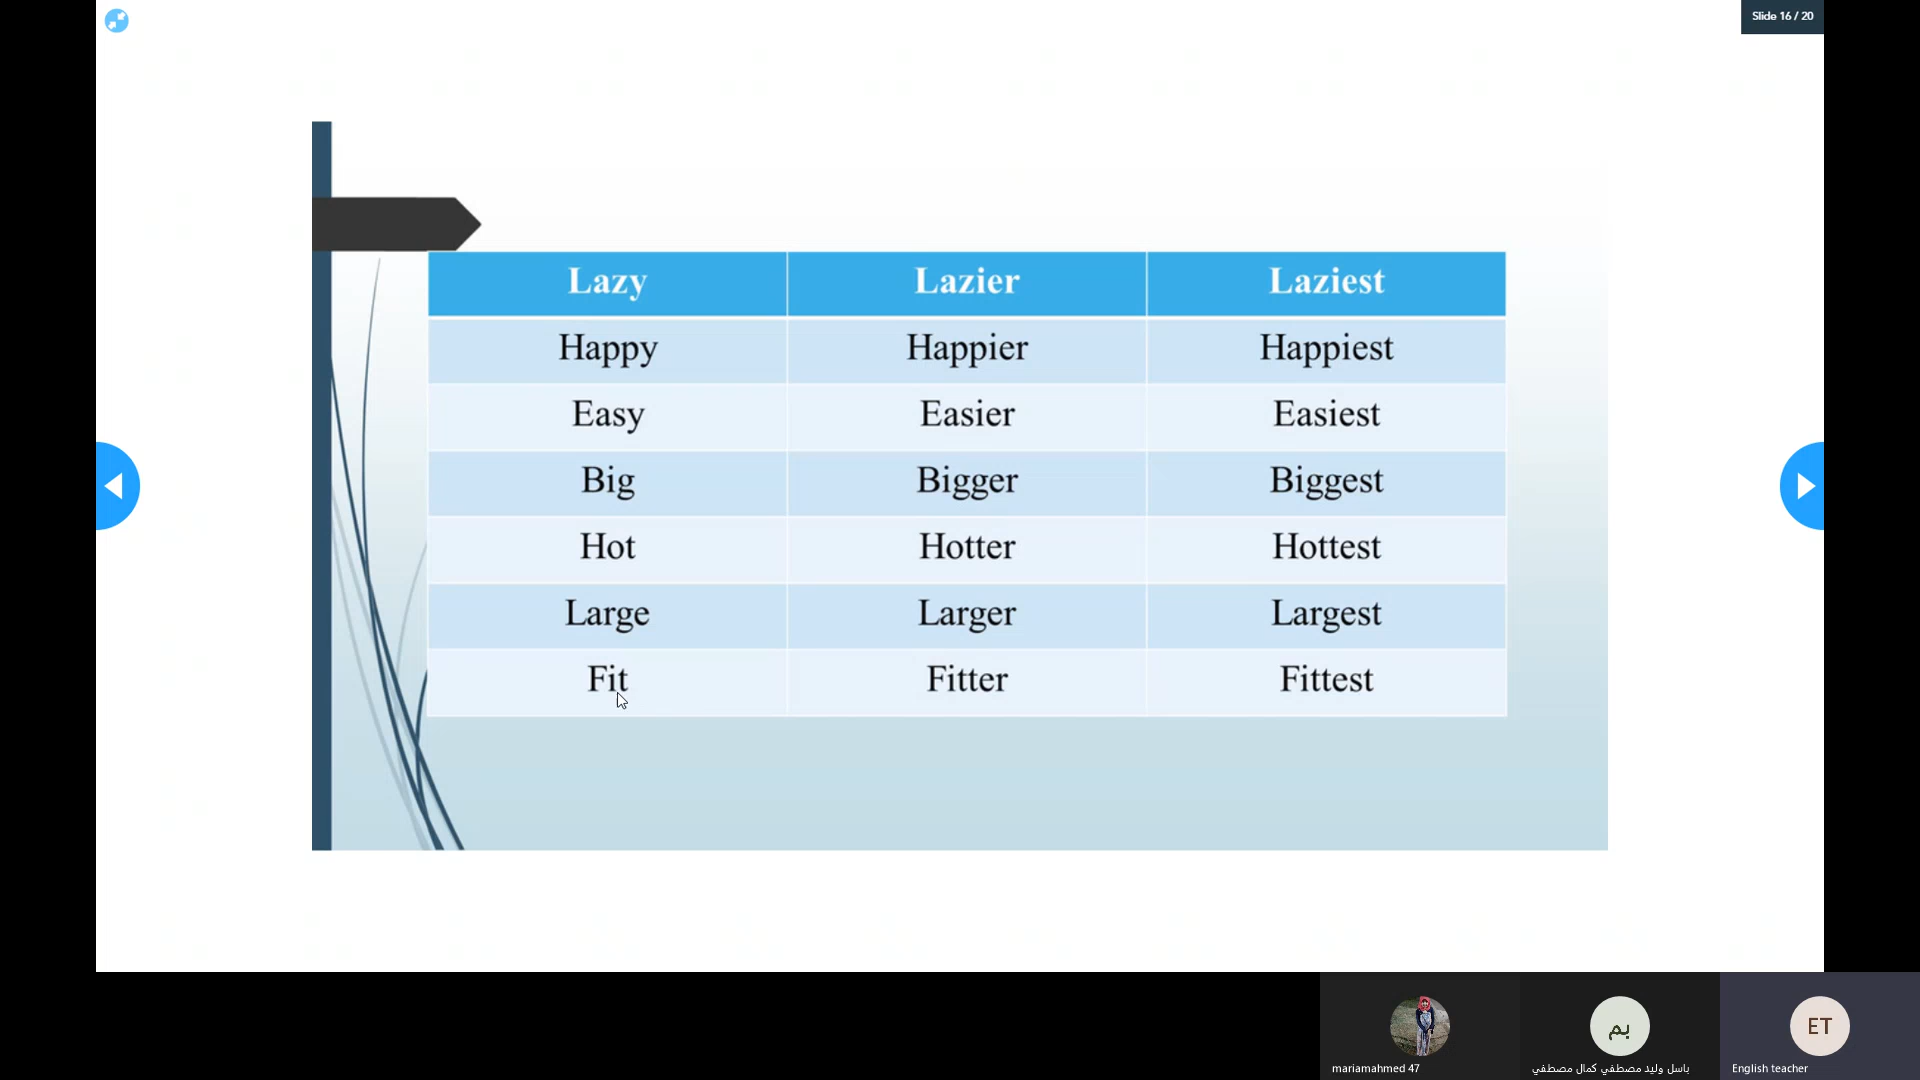 Slide 16 / 20
Lazy Lazier Laziest
Happy Happier Happiest
Easy Easier Easiest
Big Bigger Biggest
Hot Hotter Hottest
Large Larger Largest
Fit Fitter Fittest
بم ET
mariamahmed 47 باسل وليد مصطفي كمال مصطفي English teacher